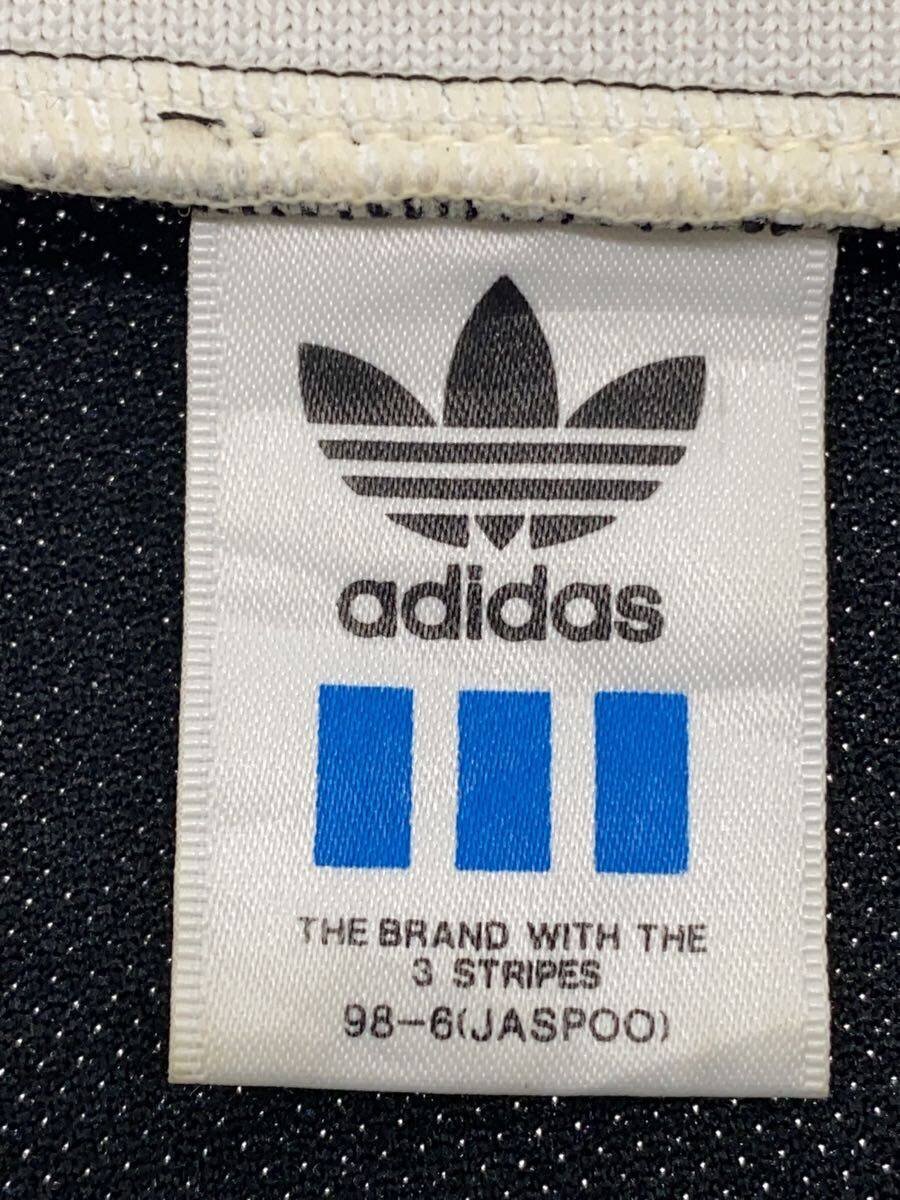 adidas
THE BRAND WITH THE
3 STRIPES
98-6(JASPOO)